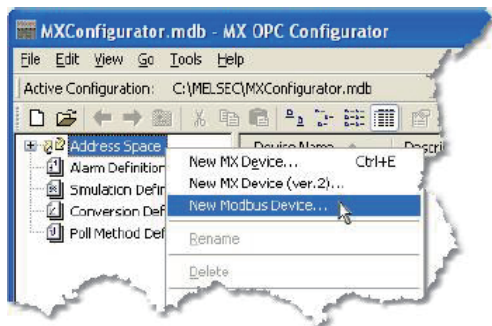 MXConfigurator.mdb - MX OPC Configurator
File Edit View Go Tools Help
Active Configuration: C:\MELSEC\MXConfigurator.mdb
Address Space
Device Name
Alarm Definition
Simulation Defin
Conversion Def
Poll Method Def
New MX Device... Ctrl+E
New MX Device (ver.2)...
New Modbus Device...
Rename
Delete